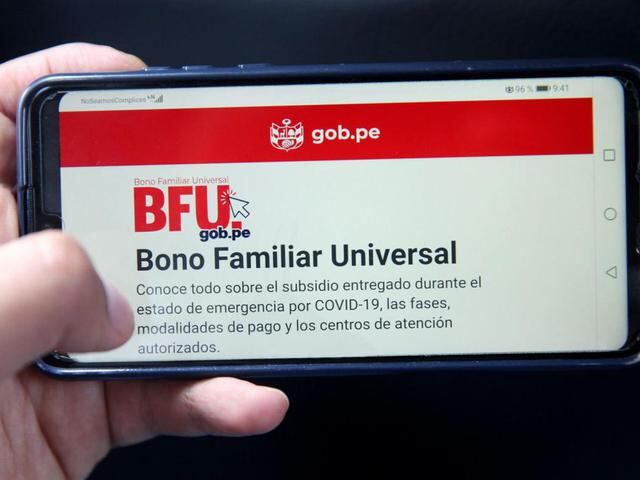 NoSeamosComplices
96 % 9:41
gob.pe
Bono Familiar Universal
BFU.
gob.pe
Bono Familiar Universal
Conoce todo sobre el subsidio entregado durante el
estado de emergencia por COVID-19, las fases,
modalidades de pago y los centros de atención
autorizados.